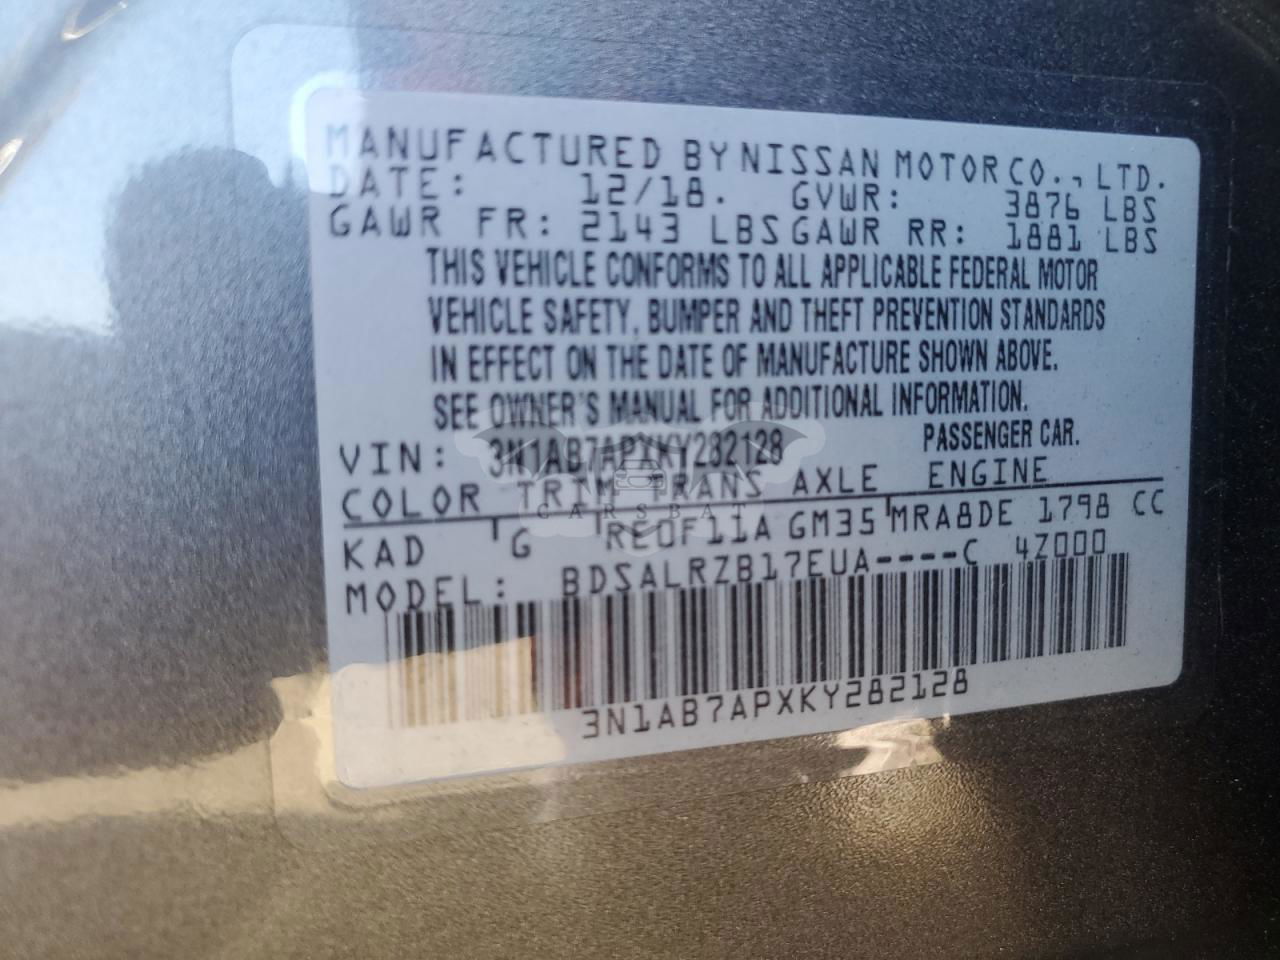 MANUFACTURED BY NISSAN MOTOR CO., LTD.
DATE: 12/18. GVWR: 3876 LBS
GAWR FR: 2143 LBS GAWR RR: 1881 LBS
THIS VEHICLE CONFORMS TO ALL APPLICABLE FEDERAL MOTOR
VEHICLE SAFETY, BUMPER AND THEFT PREVENTION STANDARDS
IN EFFECT ON THE DATE OF MANUFACTURE SHOWN ABOVE.
SEE OWNER'S MANUAL FOR ADDITIONAL INFORMATION.
VIN: 3N1AB7APXKY282128 PASSENGER CAR.
COLOR TRIM TRANS AXLE ENGINE
KAD G RE0F11A GM35 MRA8DE 1798 CC
MODEL: BDSALRZB17EUA----C 4Z000
3N1AB7APXKY282128
CARSBAT